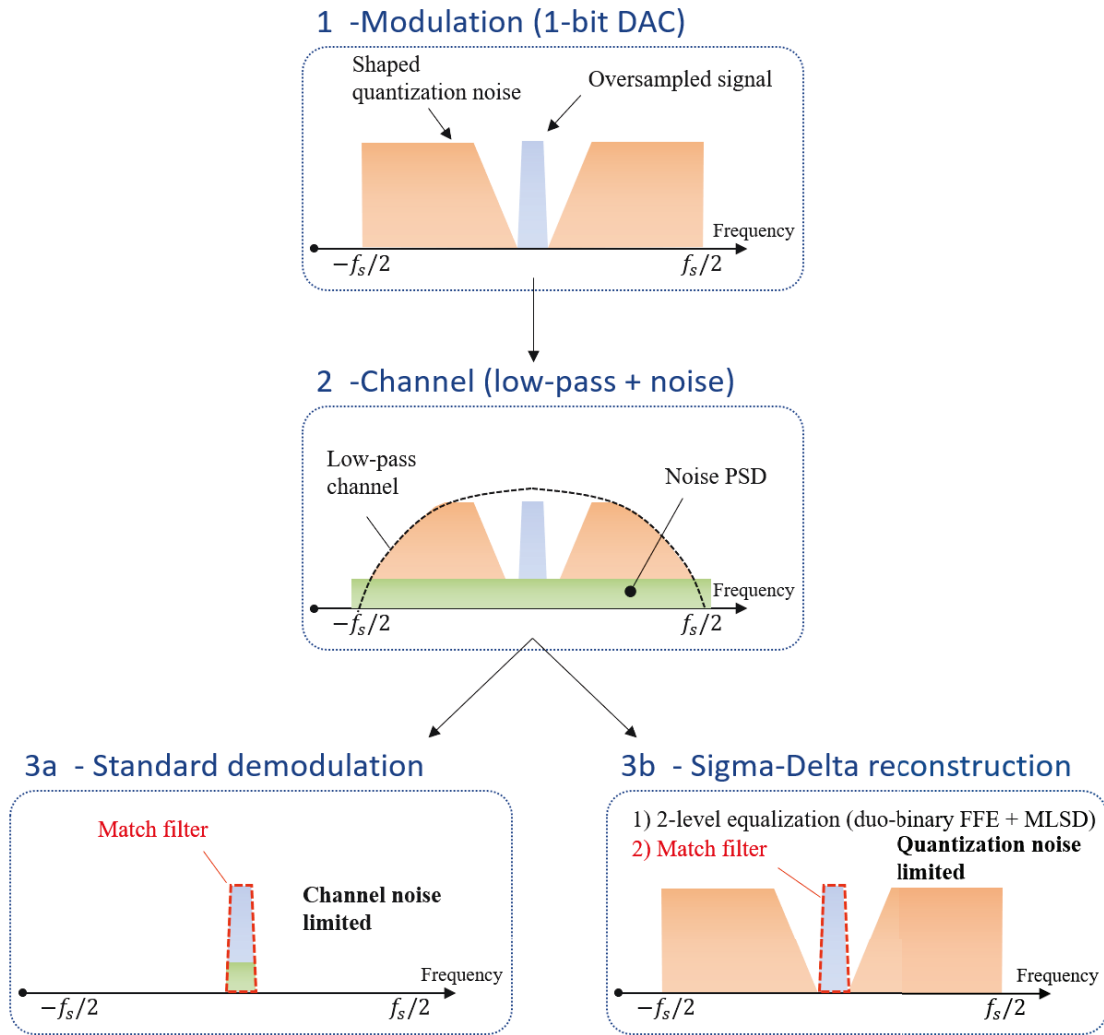 1 -Modulation (1-bit DAC)
Shaped
quantization noise
Oversampled signal
Frequency
−f_s/2
f_s/2
2 -Channel (low-pass + noise)
Low-pass
channel
Noise PSD
Frequency
−f_s/2
f_s/2
3a - Standard demodulation
Match filter
Channel noise
limited
Frequency
−f_s/2
f_s/2
3b - Sigma-Delta reconstruction
1) 2-level equalization (duo-binary FFE + MLSD)
2) Match filter
Quantization noise
limited
Frequency
−f_s/2
f_s/2